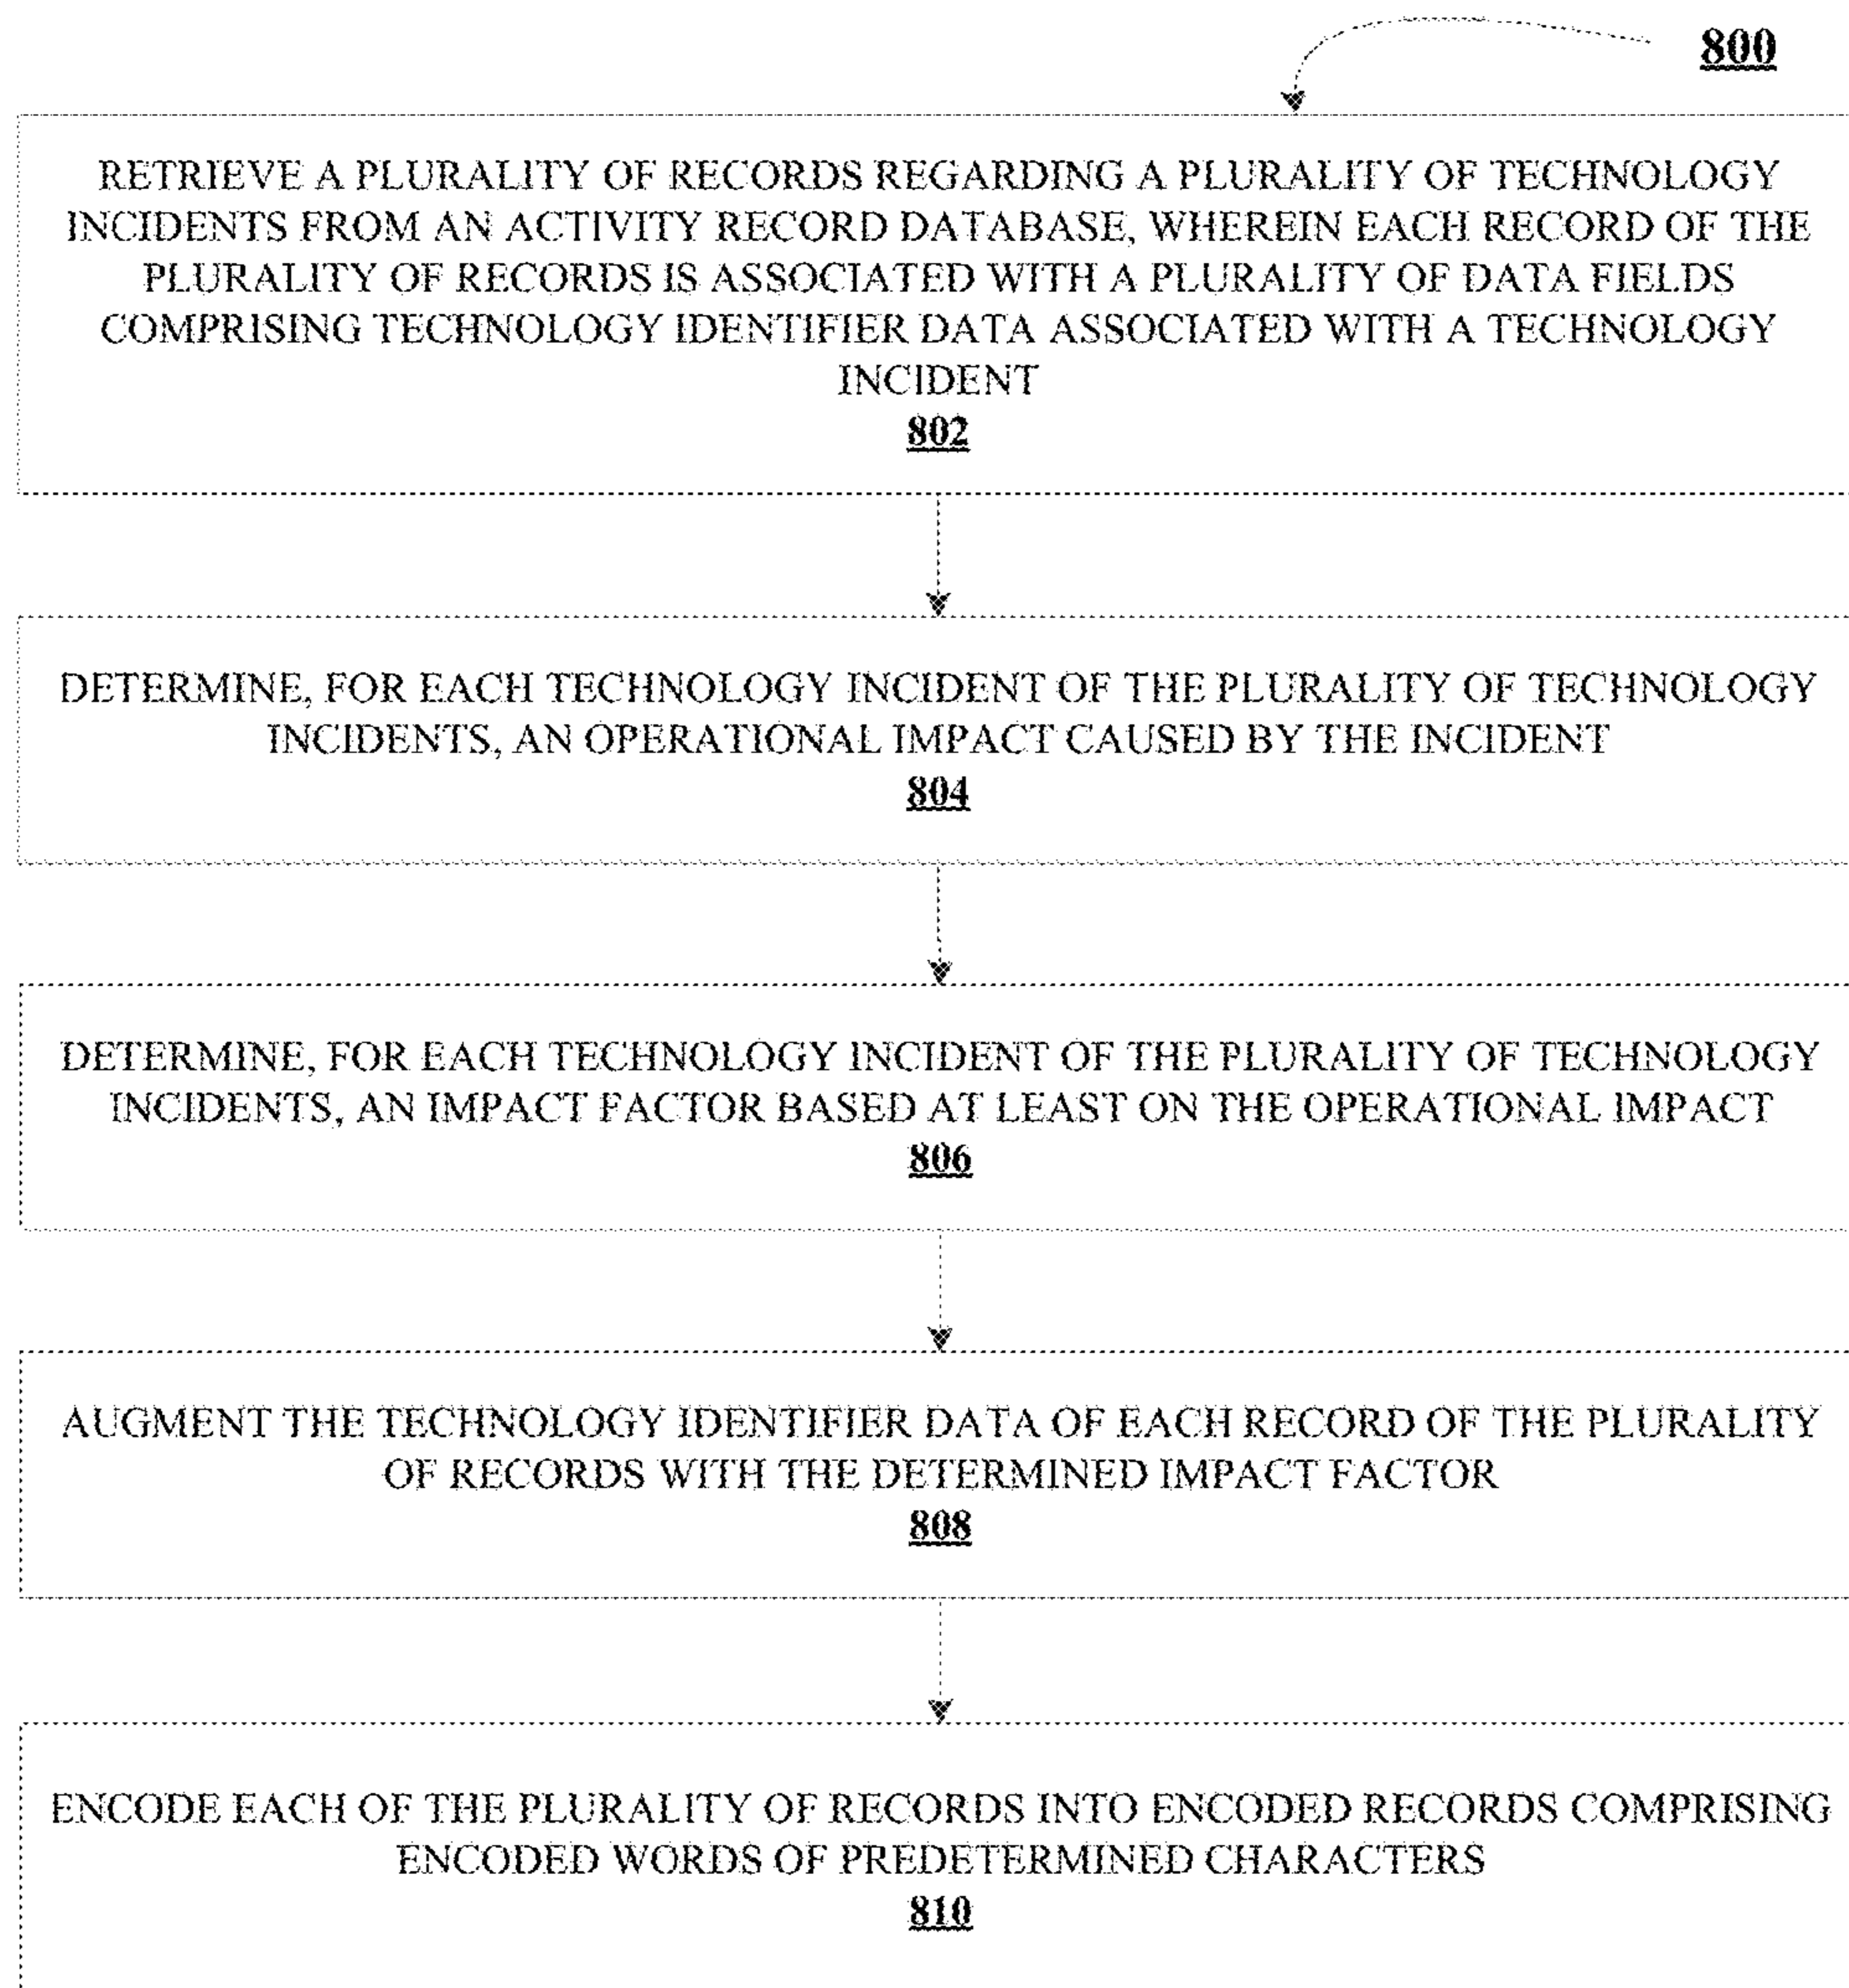 800
RETRIEVE A PLURALITY OF RECORDS REGARDING A PLURALITY OF TECHNOLOGY
INCIDENTS FROM AN ACTIVITY RECORD DATABASE, WHEREIN EACH RECORD OF THE
PLURALITY OF RECORDS IS ASSOCIATED WITH A PLURALITY OF DATA FIELDS
COMPRISING TECHNOLOGY IDENTIFIER DATA ASSOCIATED WITH A TECHNOLOGY
INCIDENT
802
DETERMINE, FOR EACH TECHNOLOGY INCIDENT OF THE PLURALITY OF TECHNOLOGY
INCIDENTS, AN OPERATIONAL IMPACT CAUSED BY THE INCIDENT
804
DETERMINE, FOR EACH TECHNOLOGY INCIDENT OF THE PLURALITY OF TECHNOLOGY
INCIDENTS, AN IMPACT FACTOR BASED AT LEAST ON THE OPERATIONAL IMPACT
806
AUGMENT THE TECHNOLOGY IDENTIFIER DATA OF EACH RECORD OF THE PLURALITY
OF RECORDS WITH THE DETERMINED IMPACT FACTOR
808
ENCODE EACH OF THE PLURALITY OF RECORDS INTO ENCODED RECORDS COMPRISING
ENCODED WORDS OF PREDETERMINED CHARACTERS
810